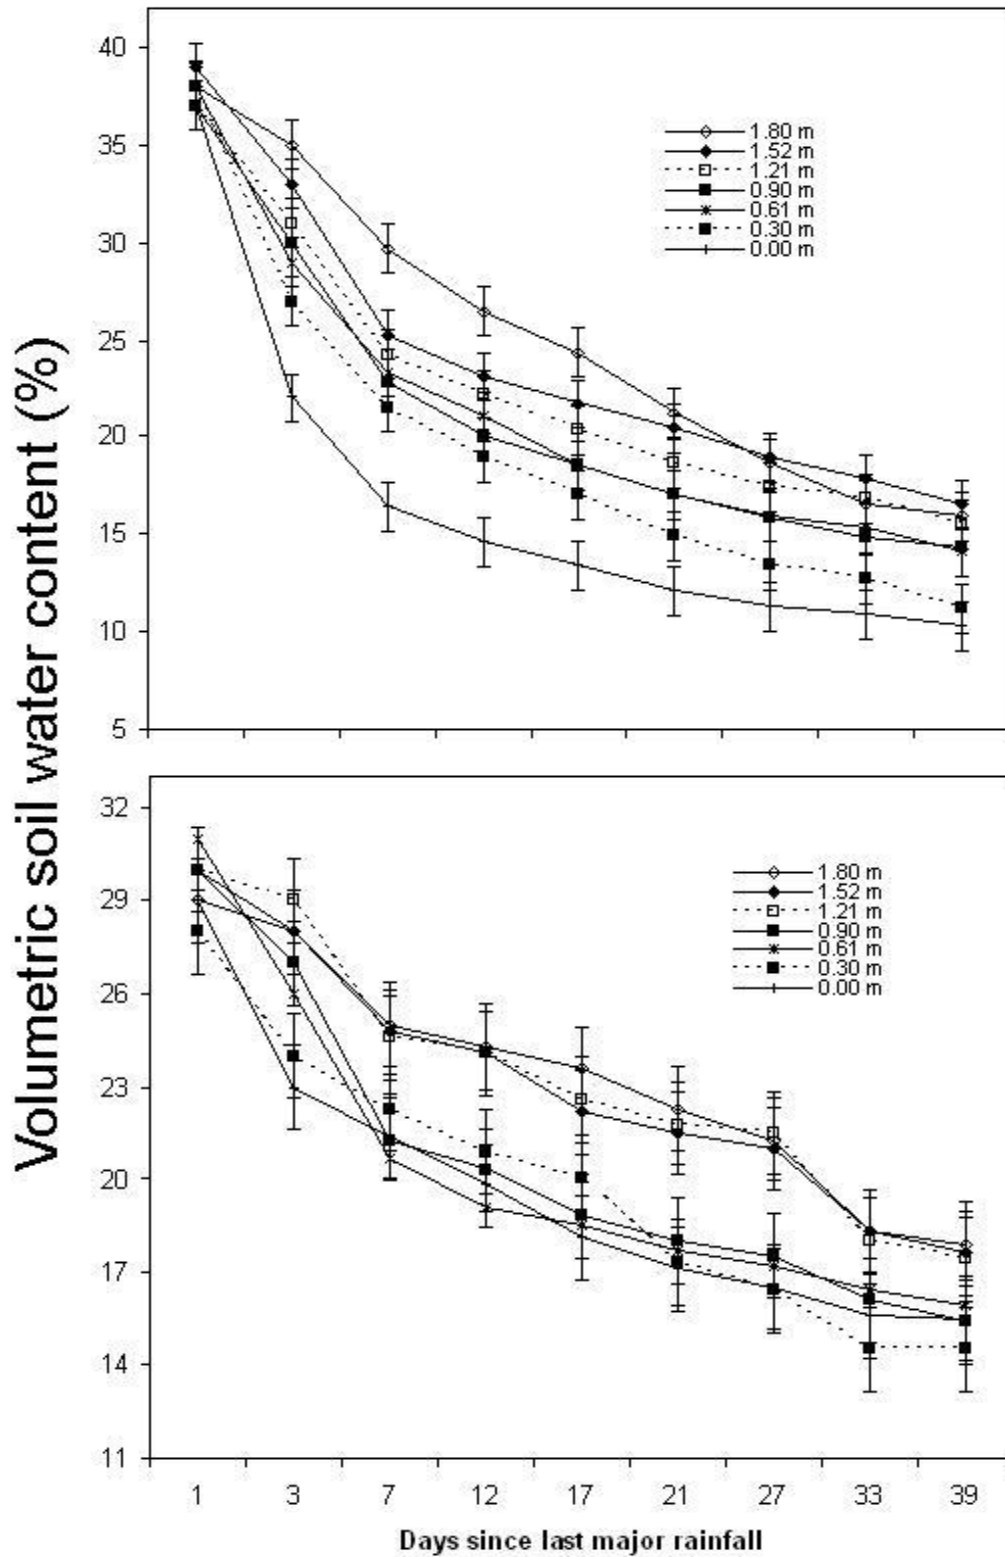 Volumetric soil water content (%)
40
35
30
25
20
15
10
5
1.80 m
1.52 m
1.21 m
0.90 m
0.61 m
0.30 m
0.00 m
32
29
26
23
20
17
14
11
1.80 m
1.52 m
1.21 m
0.90 m
0.61 m
0.30 m
0.00 m
1 3 7 12 17 21 27 33 39
Days since last major rainfall